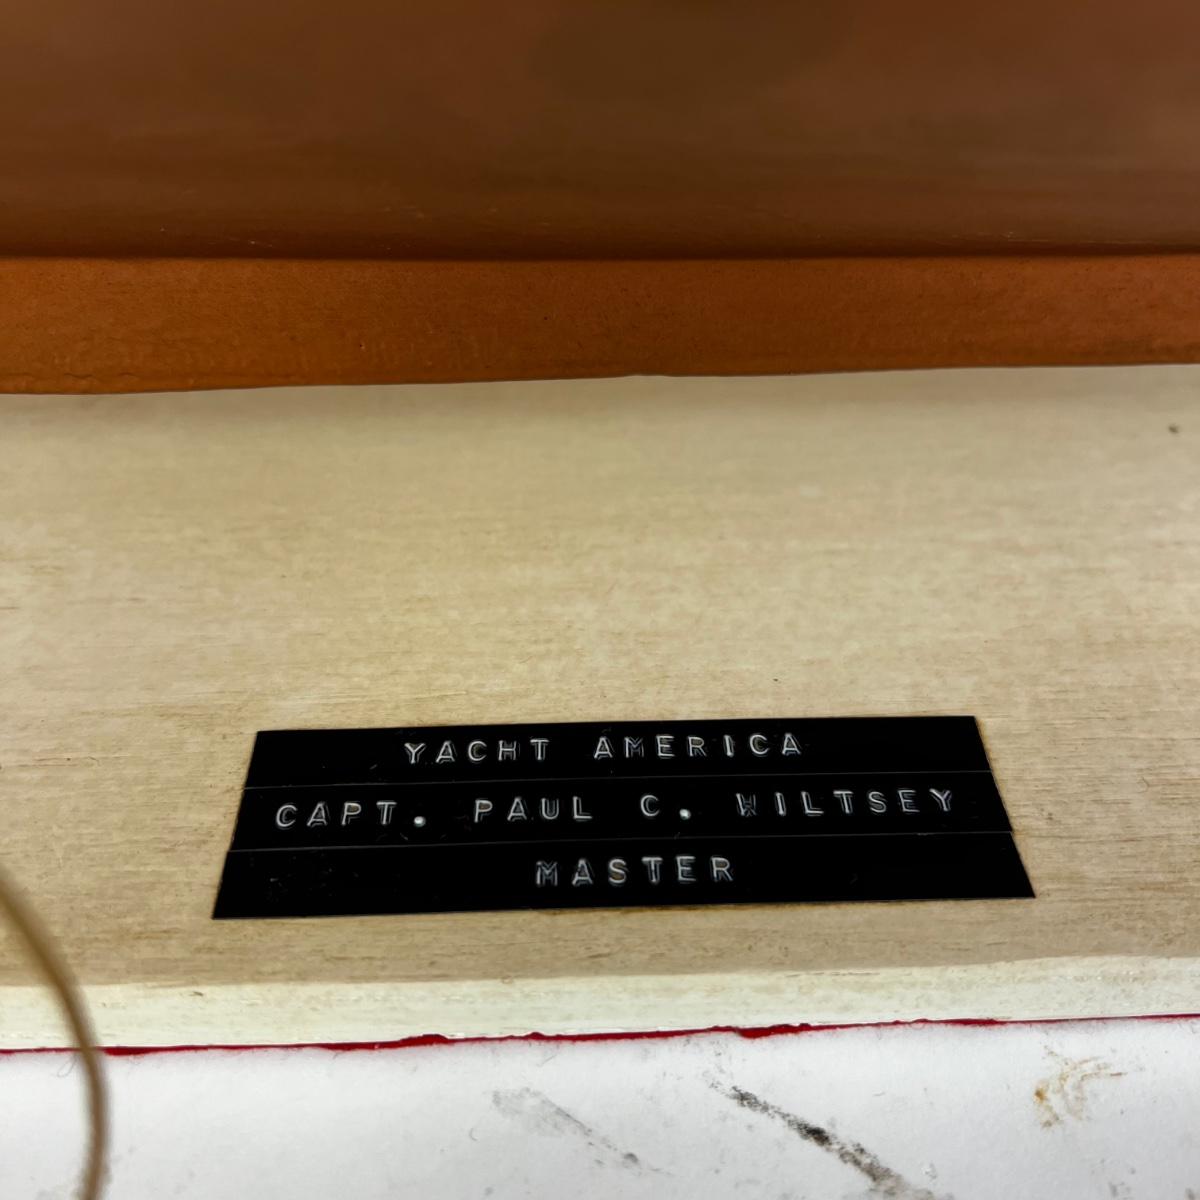 YACHT AMERICA
CAPT. PAUL C. WILTSEY
MASTER